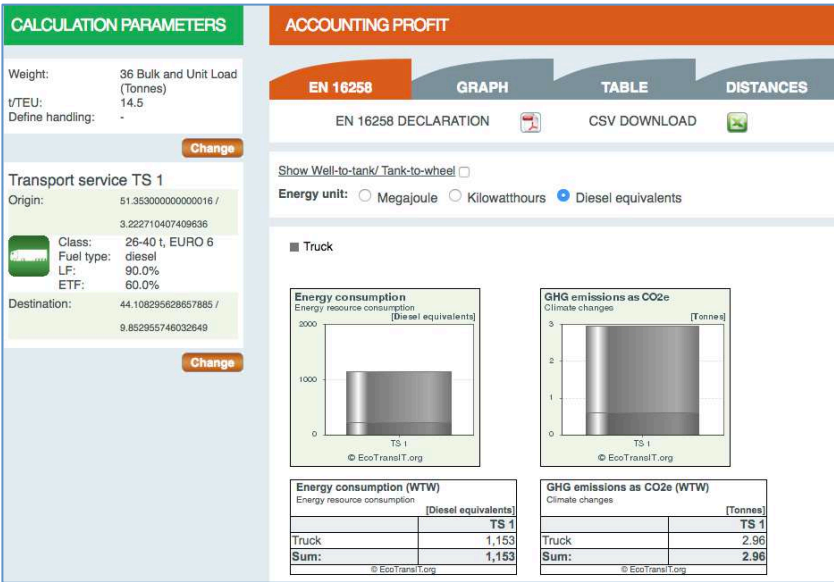 CALCULATION PARAMETERS
Weight: 36 Bulk and Unit Load
(Tonnes)
t/TEU: 14.5
Define handling: -
Change
Transport service TS 1
Origin: 51.353000000000016 /
3.222710407409636
Class: 26-40 t, EURO 6
Fuel type: diesel
LF: 90.0%
ETF: 60.0%
Destination: 44.108295628657885 /
9.852955746032649
Change
ACCOUNTING PROFIT
EN 16258 GRAPH TABLE DISTANCES
EN 16258 DECLARATION CSV DOWNLOAD
Show Well-to-tank/ Tank-to-wheel
Energy unit: Megajoule Kilowatthours Diesel equivalents
Truck
Energy consumption
Energy resource consumption
[Diesel equivalents]
2000
1000
0
TS 1
© EcoTransIT.org
GHG emissions as CO2e
Climate changes
[Tonnes]
3
2
1
0
TS 1
© EcoTransIT.org
Energy consumption (WTW)
Energy resource consumption
[Diesel equivalents]
TS 1
Truck 1,153
Sum: 1,153
© EcoTransIT.org
GHG emissions as CO2e (WTW)
Climate changes
[Tonnes]
TS 1
Truck 2.96
Sum: 2.96
© EcoTransIT.org